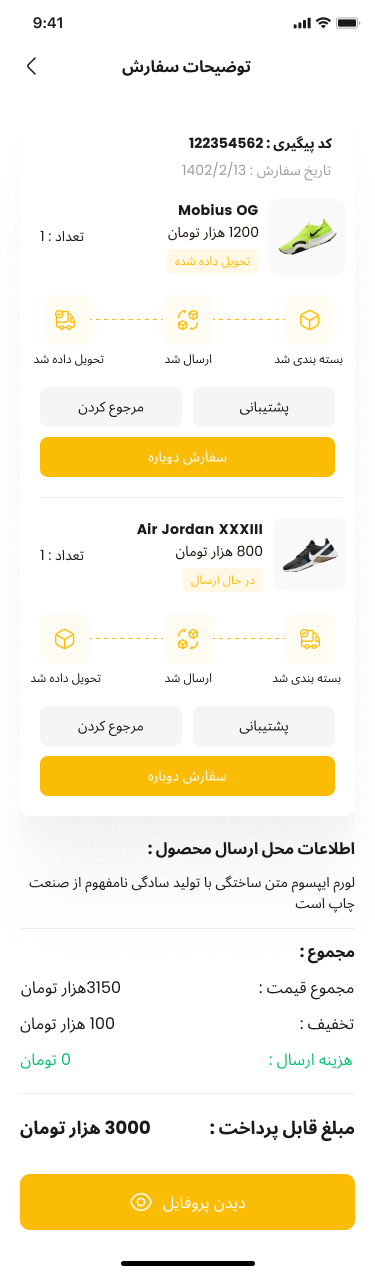 9:41
توضیحات سفارش
کد پیگیری : 122354562
تاریخ سفارش : 1402/2/13
Mobius OG
1200 هزار تومان
تعداد : 1
تحویل داده شده
بسته بندی شد
ارسال شد
تحویل داده شد
پشتیبانی
مرجوع کردن
سفارش دوباره
Air Jordan XXXIII
800 هزار تومان
تعداد : 1
در حال ارسال
بسته بندی شد
ارسال شد
تحویل داده شد
پشتیبانی
مرجوع کردن
سفارش دوباره
اطلاعات محل ارسال محصول :
لورم ایپسوم متن ساختگی با تولید سادگی نامفهوم از صنعت
چاپ است
مجموع :
مجموع قیمت : 3150هزار تومان
تخفیف : 100 هزار تومان
هزینه ارسال : 0 تومان
مبلغ قابل پرداخت : 3000 هزار تومان
دیدن پروفایل